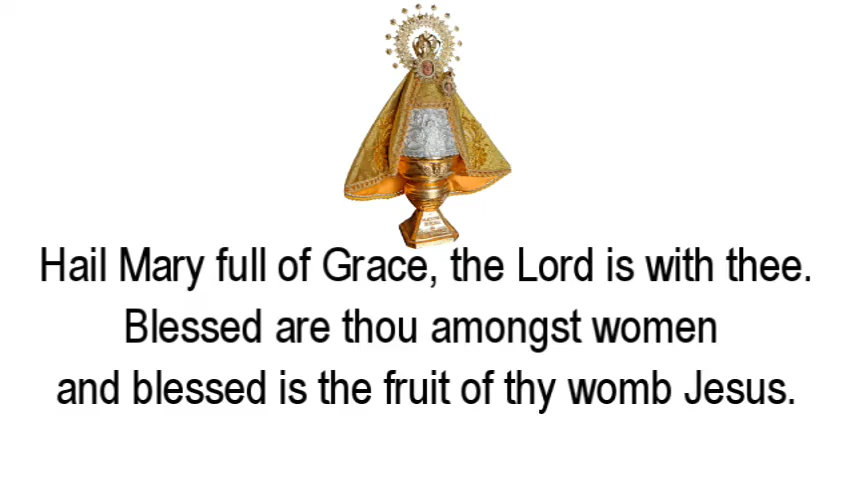 Hail Mary full of Grace, the Lord is with thee.
Blessed are thou amongst women
and blessed is the fruit of thy womb Jesus.